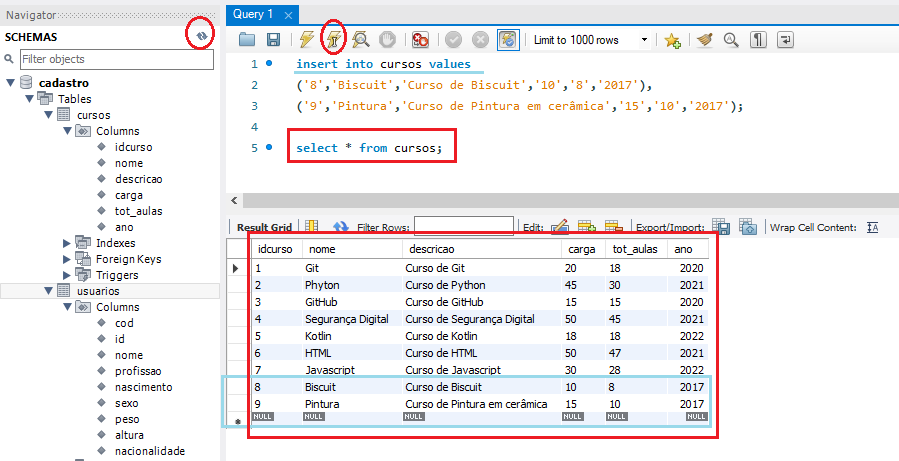 Navigator
SCHEMAS
Filter objects
cadastro
Tables
cursos
Columns
idcurso
nome
descricao
carga
tot_aulas
ano
Indexes
Foreign Keys
Triggers
usuarios
Columns
cod
id
nome
profissao
nascimento
sexo
peso
altura
nacionalidade
Query 1
Limit to 1000 rows
1 insert into cursos values
2 ('8','Biscuit','Curso de Biscuit','10','8','2017'),
3 ('9','Pintura','Curso de Pintura em cerâmica','15','10','2017');
4
5 select * from cursos;
Result Grid Filter Rows: Edit: Export/Import: Wrap Cell Content:
idcurso nome descricao carga tot_aulas ano
1 Git Curso de Git 20 18 2020
2 Phyton Curso de Python 45 30 2021
3 GitHub Curso de GitHub 15 15 2020
4 Segurança Digital Curso de Segurança Digital 50 45 2021
5 Kotlin Curso de Kotlin 18 18 2022
6 HTML Curso de HTML 50 47 2021
7 Javascript Curso de Javascript 30 28 2022
8 Biscuit Curso de Biscuit 10 8 2017
9 Pintura Curso de Pintura em cerâmica 15 10 2017
NULL NULL NULL NULL NULL NULL